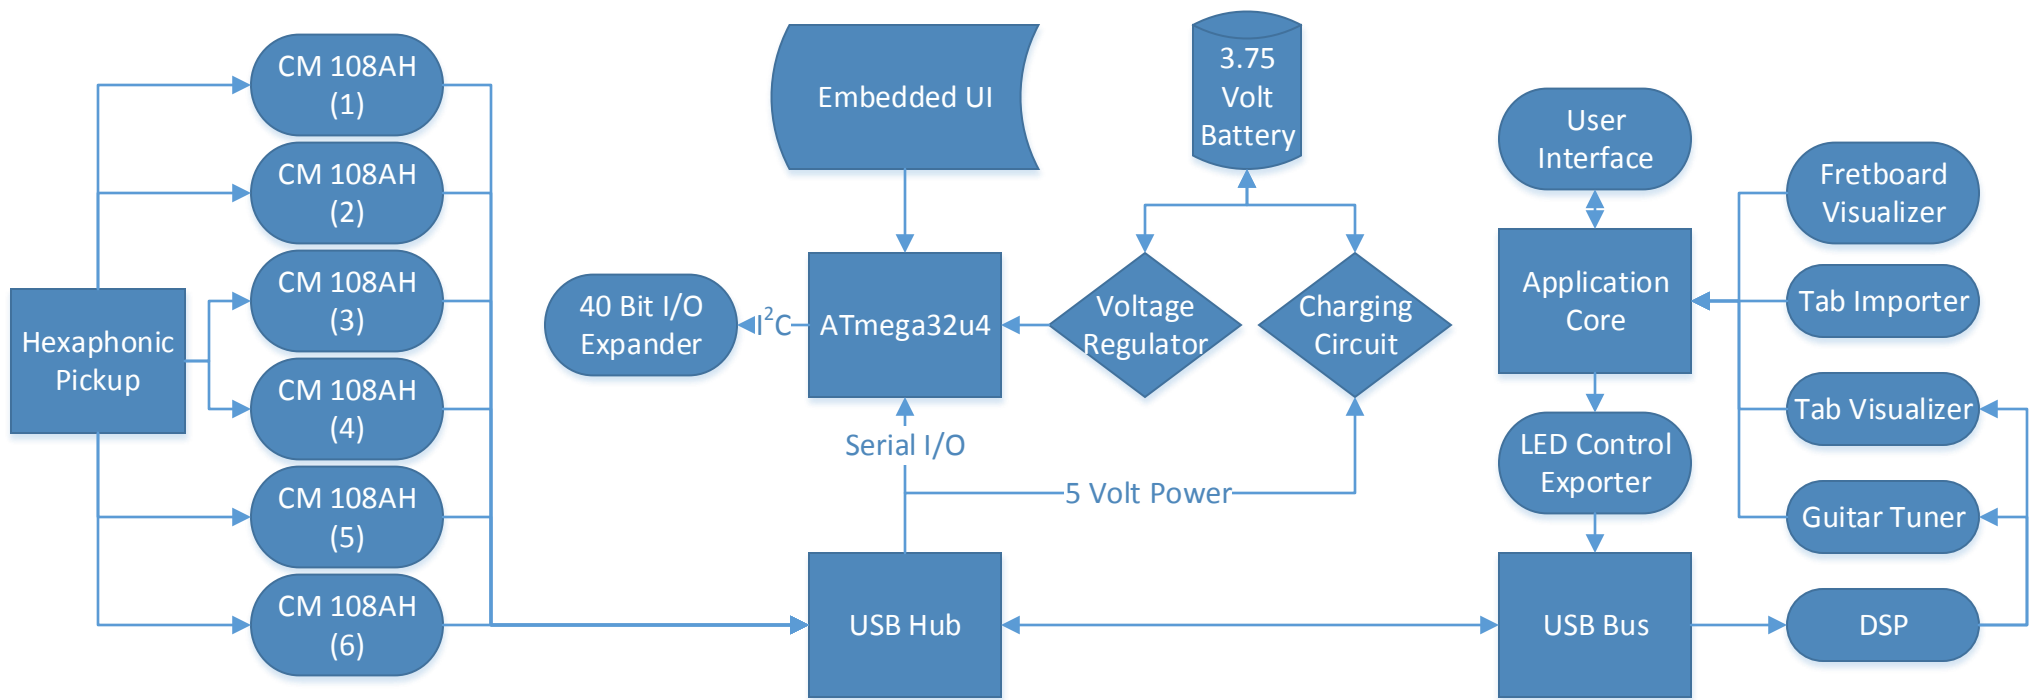 CM 108AH
(1)
CM 108AH
(2)
CM 108AH
(3)
CM 108AH
(4)
CM 108AH
(5)
CM 108AH
(6)
Hexaphonic
Pickup
Embedded UI
3.75
Volt
Battery
40 Bit I/O
Expander
I²C
ATmega32u4
Voltage
Regulator
Charging
Circuit
Serial I/O
5 Volt Power
USB Hub
User
Interface
Application
Core
LED Control
Exporter
USB Bus
Fretboard
Visualizer
Tab Importer
Tab Visualizer
Guitar Tuner
DSP